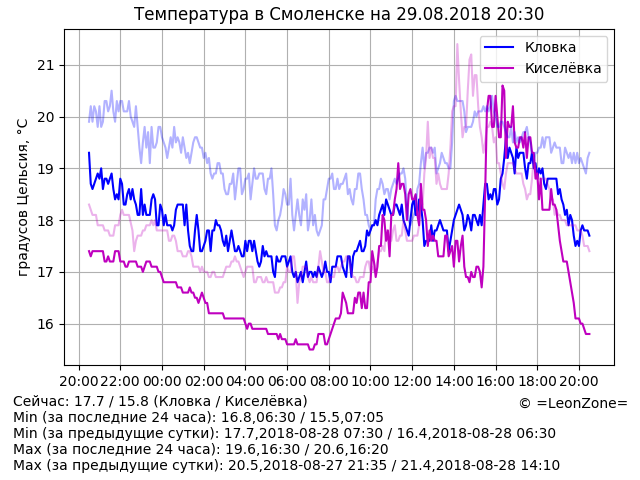 Температура в Смоленске на 29.08.2018 20:30
Кловка
Киселёвка
градусов Цельсия, °C
21
20
19
18
17
16
20:00 22:00 00:00 02:00 04:00 06:00 08:00 10:00 12:00 14:00 16:00 18:00 20:00
Сейчас: 17.7 / 15.8 (Кловка / Киселёвка)
© =LeonZone=
Min (за последние 24 часа): 16.8,06:30 / 15.5,07:05
Min (за предыдущие сутки): 17.7,2018-08-28 07:30 / 16.4,2018-08-28 06:30
Max (за последние 24 часа): 19.6,16:30 / 20.6,16:20
Max (за предыдущие сутки): 20.5,2018-08-27 21:35 / 21.4,2018-08-28 14:10